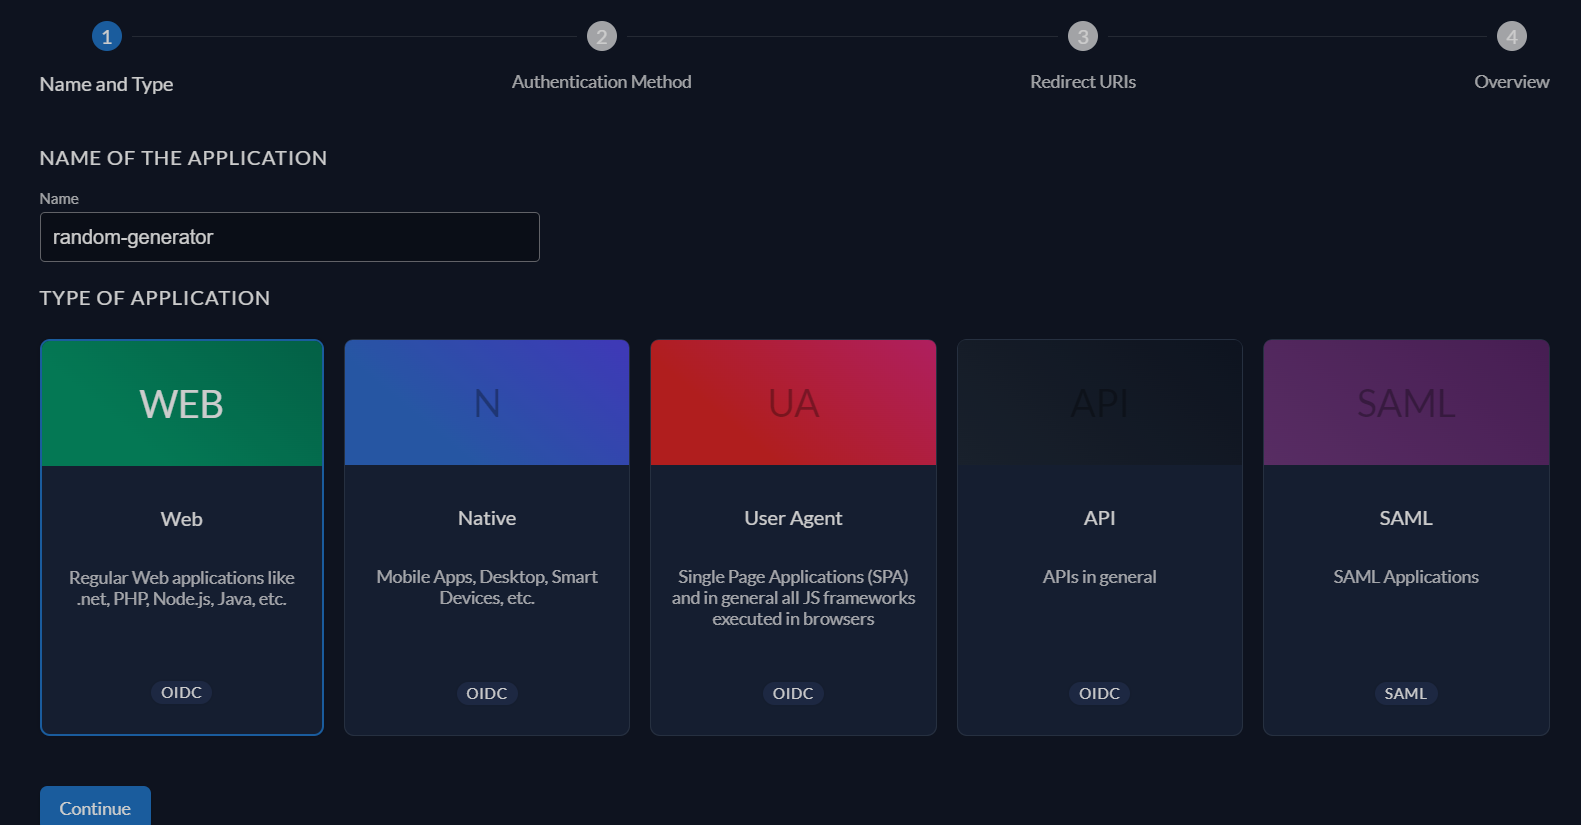 1
2
3
4
Name and Type
Authentication Method
Redirect URIs
Overview
NAME OF THE APPLICATION
Name
random-generator
TYPE OF APPLICATION
WEB
Web
Regular Web applications like
.net, PHP, Node.js, Java, etc.
OIDC
N
Native
Mobile Apps, Desktop, Smart
Devices, etc.
OIDC
UA
User Agent
Single Page Applications (SPA)
and in general all JS frameworks
executed in browsers
OIDC
API
API
APIs in general
OIDC
SAML
SAML
SAML Applications
SAML
Continue